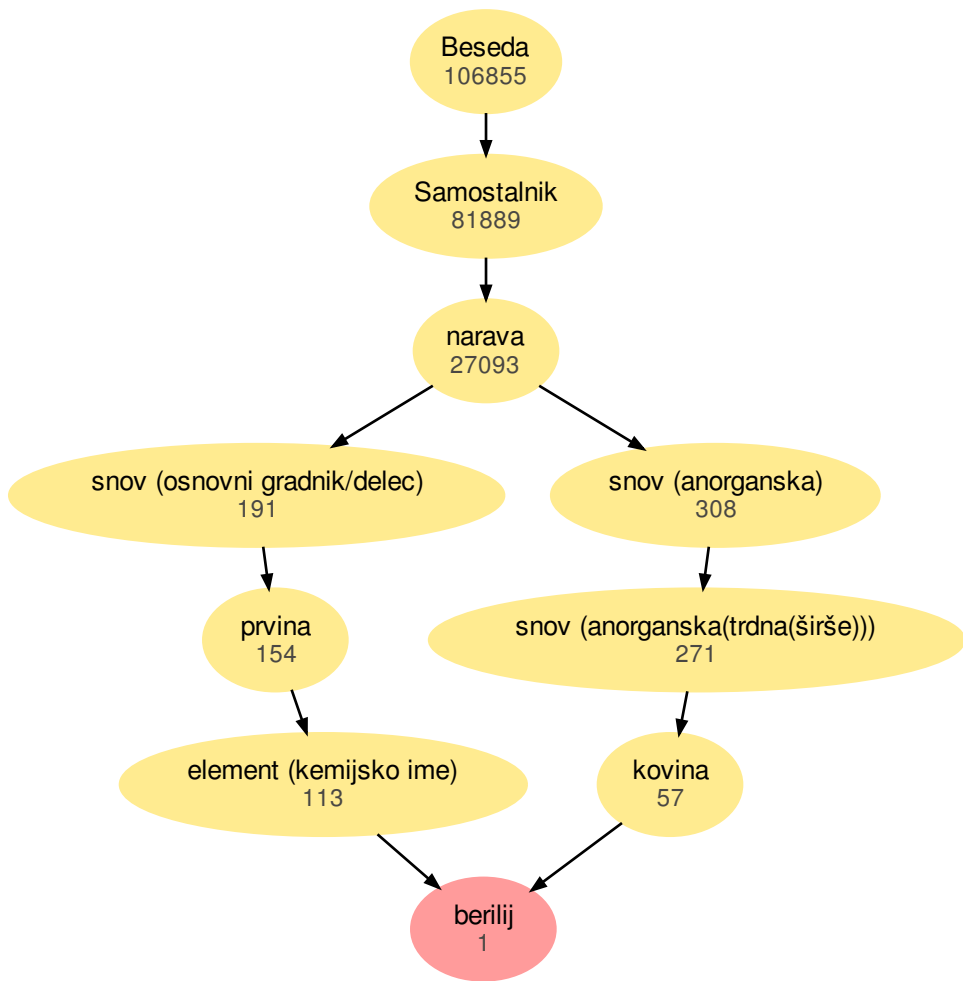 Beseda
106855
Samostalnik
81889
narava
27093
snov (osnovni gradnik/delec)
191
snov (anorganska)
308
prvina
154
snov (anorganska(trdna(širše)))
271
element (kemijsko ime)
113
kovina
57
berilij
1